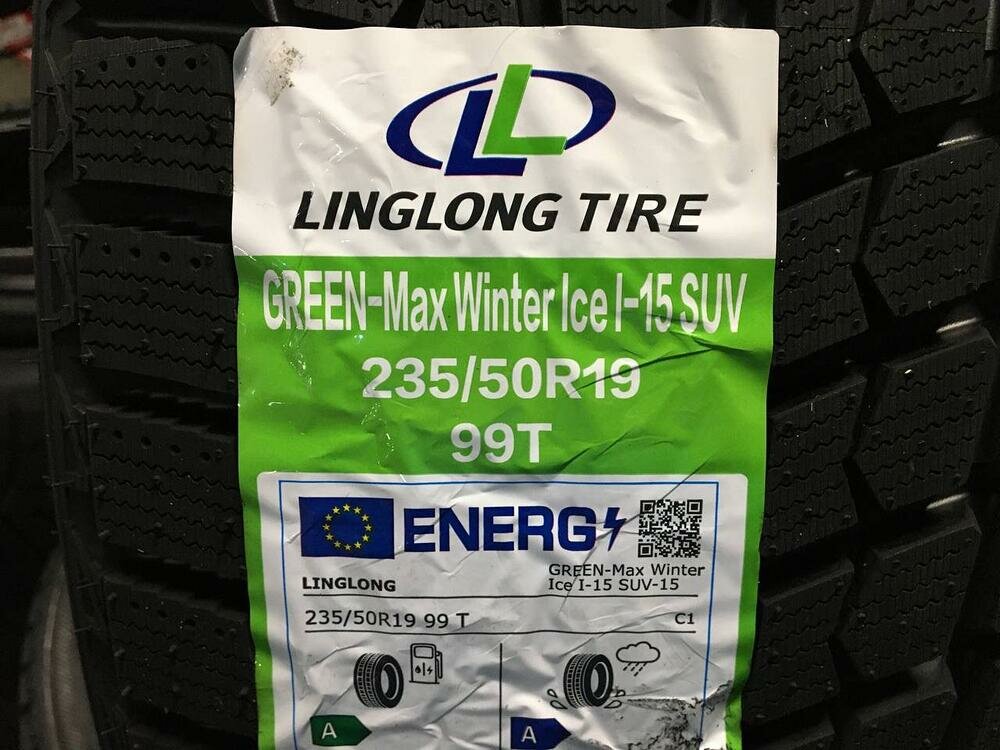 LL
LINGLONG TIRE
GREEN-Max Winter Ice I-15 SUV
235/50R19
99T
ENERG
GREEN-Max Winter
Ice I-15 SUV-15
LINGLONG
235/50R19 99 T
C1
A
A